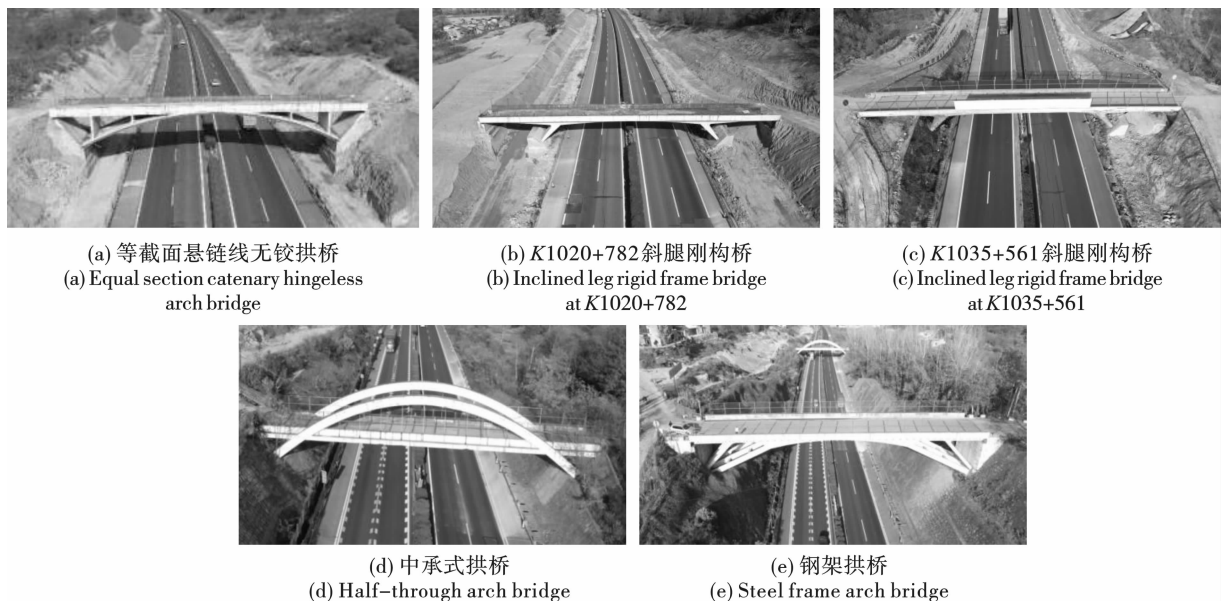 (a) 等截面悬链线无铰拱桥
(a) Equal section catenary hingeless
arch bridge
(b) K1020+782斜腿刚构桥
(b) Inclined leg rigid frame bridge
at K1020+782
(c) K1035+561斜腿刚构桥
(c) Inclined leg rigid frame bridge
at K1035+561
(d) 中承式拱桥
(d) Half-through arch bridge
(e) 钢架拱桥
(e) Steel frame arch bridge